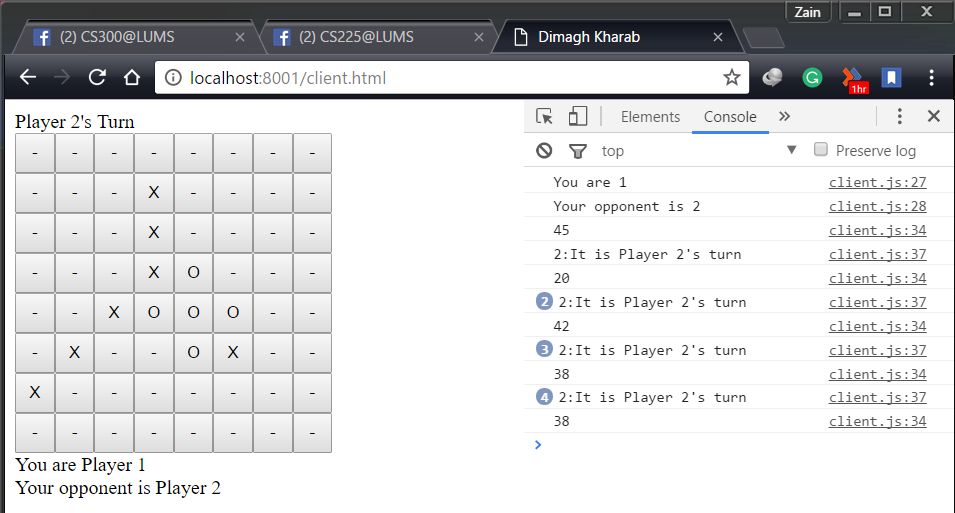 Zain
(2) CS300@LUMS
(2) CS225@LUMS
Dimagh Kharab
localhost:8001/client.html
1hr
Player 2's Turn
- - - - - - - -
- - - X - - - -
- - - X - - - -
- - - X O - - -
- - X O O O - -
- X - - O X - -
X - - - - - - -
- - - - - - - -
You are Player 1
Your opponent is Player 2
Elements Console
top Preserve log
You are 1 client.js:27
Your opponent is 2 client.js:28
45 client.js:34
2:It is Player 2's turn client.js:37
20 client.js:34
2 2:It is Player 2's turn client.js:37
42 client.js:34
3 2:It is Player 2's turn client.js:37
38 client.js:34
4 2:It is Player 2's turn client.js:37
38 client.js:34